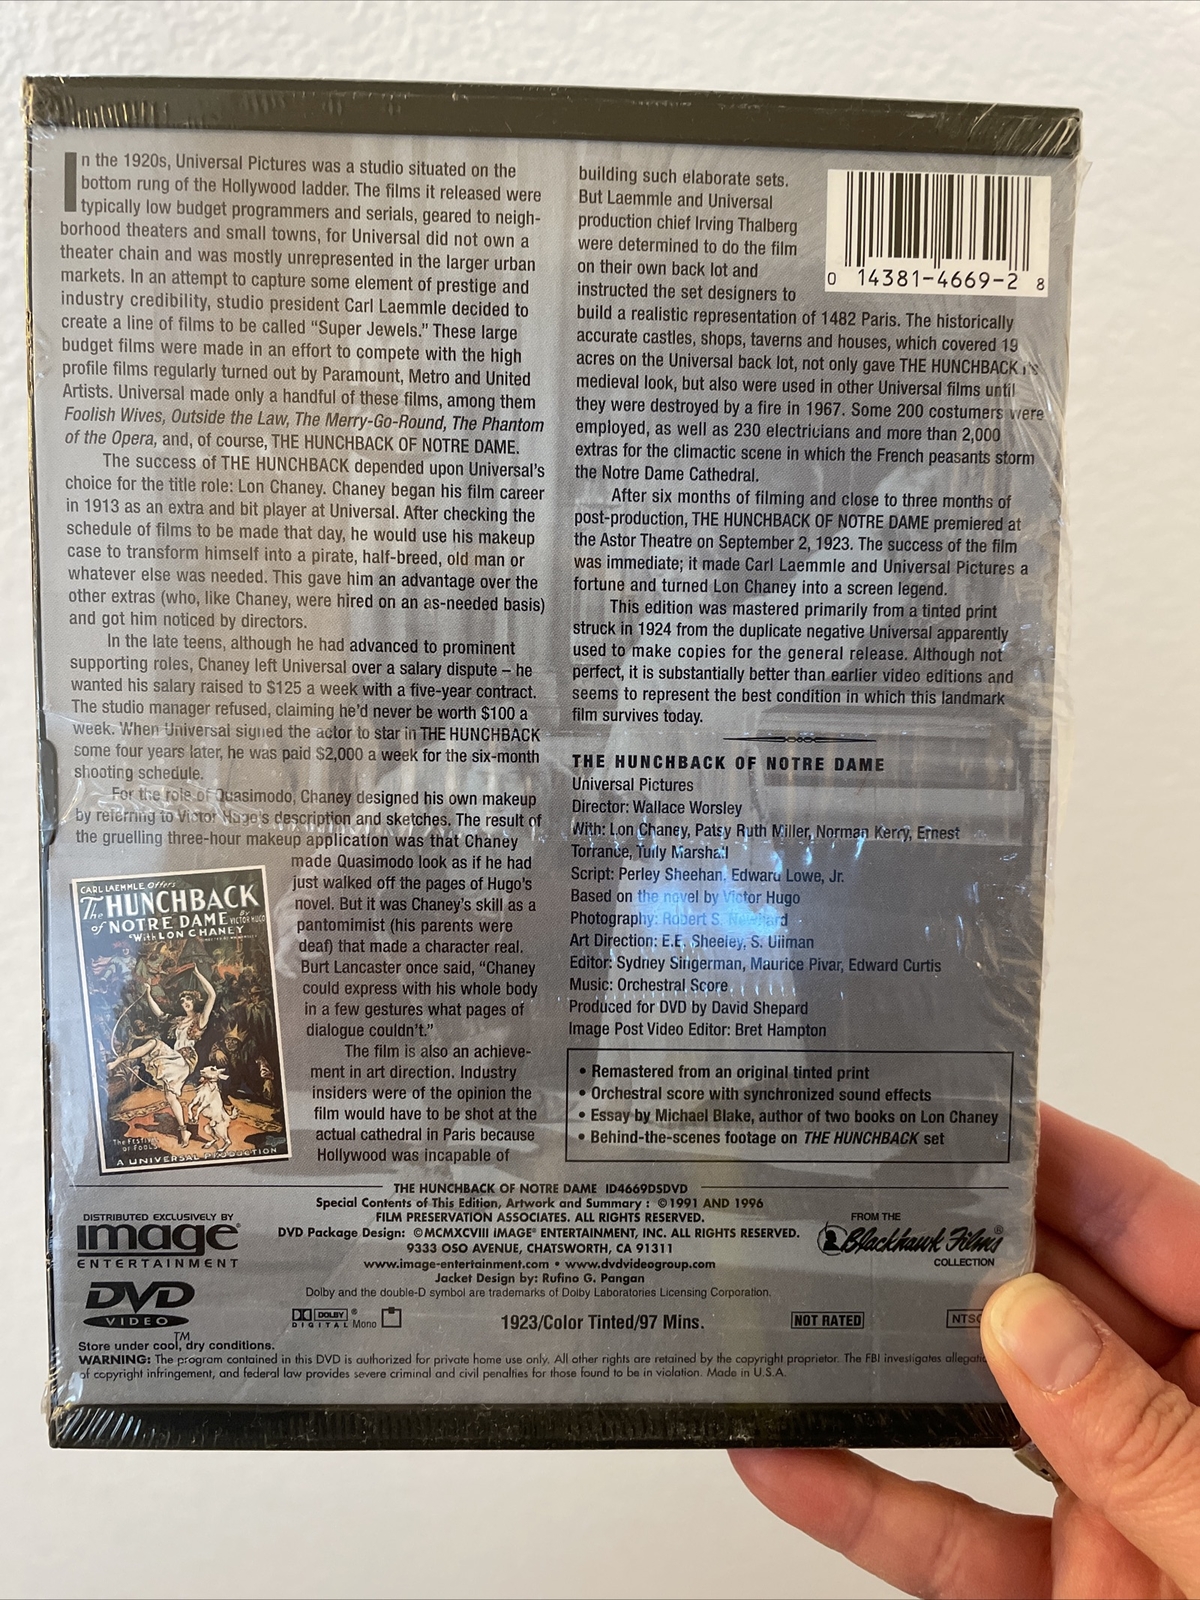 In the 1920s, Universal Pictures was a studio situated on the
bottom rung of the Hollywood ladder. The films it released were
typically low budget programmers and serials, geared to neigh-
borhood theaters and small towns, for Universal did not own a
theater chain and was mostly unrepresented in the larger urban
markets. In an attempt to capture some element of prestige and
industry credibility, studio president Carl Laemmle decided to
create a line of films to be called “Super Jewels.” These large
budget films were made in an effort to compete with the high
profile films regularly turned out by Paramount, Metro and United
Artists. Universal made only a handful of these films, among them
Foolish Wives, Outside the Law, The Merry-Go-Round, The Phantom
of the Opera, and, of course, THE HUNCHBACK OF NOTRE DAME.
The success of THE HUNCHBACK depended upon Universal's
choice for the title role: Lon Chaney. Chaney began his film career
in 1913 as an extra and bit player at Universal. After checking the
schedule of films to be made that day, he would use his makeup
case to transform himself into a pirate, half-breed, old man or
whatever else was needed. This gave him an advantage over the
other extras (who, like Chaney, were hired on an as-needed basis)
and got him noticed by directors.
In the late teens, although he had advanced to prominent
supporting roles, Chaney left Universal over a salary dispute – he
wanted his salary raised to $125 a week with a five-year contract.
The studio manager refused, claiming he'd never be worth $100 a
week. When Universal signed the actor to star in THE HUNCHBACK
some four years later, he was paid $2,000 a week for the six-month
shooting schedule.
For the role of Quasimodo, Chaney designed his own makeup
by referring to Victor Hugo's description and sketches. The result of
the gruelling three-hour makeup application was that Chaney
made Quasimodo look as if he had
just walked off the pages of Hugo's
novel. But it was Chaney's skill as a
pantomimist (his parents were
deaf) that made a character real.
Burt Lancaster once said, “Chaney
could express with his whole body
in a few gestures what pages of
dialogue couldn't.”
The film is also an achieve-
ment in art direction. Industry
insiders were of the opinion the
film would have to be shot at the
actual cathedral in Paris because
Hollywood was incapable of
CARL LAEMMLE Offers
The HUNCHBACK
of NOTRE DAME BY VICTOR HUGO
With LON CHANEY
The Festival
of Fools
A UNIVERSAL PRODUCTION
building such elaborate sets.
But Laemmle and Universal
production chief Irving Thalberg
were determined to do the film
on their own back lot and
instructed the set designers to
build a realistic representation of 1482 Paris. The historically
accurate castles, shops, taverns and houses, which covered 19
acres on the Universal back lot, not only gave THE HUNCHBACK its
medieval look, but also were used in other Universal films until
they were destroyed by a fire in 1967. Some 200 costumers were
employed, as well as 230 electricians and more than 2,000
extras for the climactic scene in which the French peasants storm
the Notre Dame Cathedral.
After six months of filming and close to three months of
post-production, THE HUNCHBACK OF NOTRE DAME premiered at
the Astor Theatre on September 2, 1923. The success of the film
was immediate; it made Carl Laemmle and Universal Pictures a
fortune and turned Lon Chaney into a screen legend.
This edition was mastered primarily from a tinted print
struck in 1924 from the duplicate negative Universal apparently
used to make copies for the general release. Although not
perfect, it is substantially better than earlier video editions and
seems to represent the best condition in which this landmark
film survives today.
0 14381-4669-2 8
THE HUNCHBACK OF NOTRE DAME
Universal Pictures
Director: Wallace Worsley
With: Lon Chaney, Patsy Ruth Miller, Norman Kerry, Ernest
Torrance, Tully Marshall
Script: Perley Sheehan, Edward Lowe, Jr.
Based on the novel by Victor Hugo
Photography: Robert S. Newhard
Art Direction: E.E. Sheeley, S. Ullman
Editor: Sydney Singerman, Maurice Pivar, Edward Curtis
Music: Orchestral Score
Produced for DVD by David Shepard
Image Post Video Editor: Bret Hampton
• Remastered from an original tinted print
• Orchestral score with synchronized sound effects
• Essay by Michael Blake, author of two books on Lon Chaney
• Behind-the-scenes footage on THE HUNCHBACK set
THE HUNCHBACK OF NOTRE DAME ID4669DSDVD
Special Contents of This Edition, Artwork and Summary : ©1991 AND 1996
FILM PRESERVATION ASSOCIATES. ALL RIGHTS RESERVED.
DVD Package Design: ©MCMXCVIII IMAGE ENTERTAINMENT, INC. ALL RIGHTS RESERVED.
9333 OSO AVENUE, CHATSWORTH, CA 91311
www.image-entertainment.com • www.dvdvideogroup.com
Jacket Design by: Rufino G. Pangan
Dolby and the double-D symbol are trademarks of Dolby Laboratories Licensing Corporation.
DISTRIBUTED EXCLUSIVELY BY
image®
ENTERTAINMENT
FROM THE
Blackhawk Films®
COLLECTION
DVD
VIDEO
TM
DOLBY®
DIGITAL Mono
1923/Color Tinted/97 Mins.
NOT RATED
NTSC
Store under cool, dry conditions.
WARNING: The program contained in this DVD is authorized for private home use only. All other rights are retained by the copyright proprietor. The FBI investigates allegatio
of copyright infringement, and federal law provides severe criminal and civil penalties for those found to be in violation. Made in U.S.A.